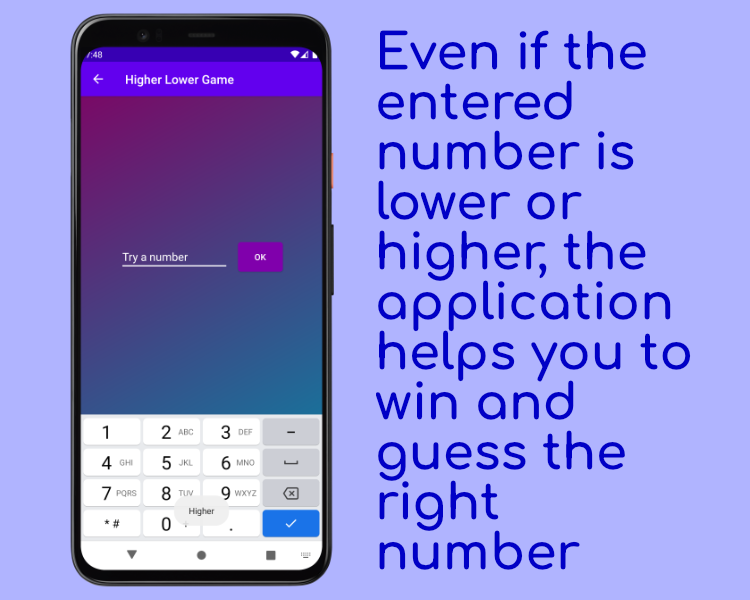 7:48
Higher Lower Game
Try a number
OK
1
2 ABC
3 DEF
-
4 GHI
5 JKL
6 MNO
7 PQRS
8 TUV
9 WXYZ
* #
0 +
.
Higher
Even if the
entered
number is
lower or
higher, the
application
helps you to
win and
guess the
right
number